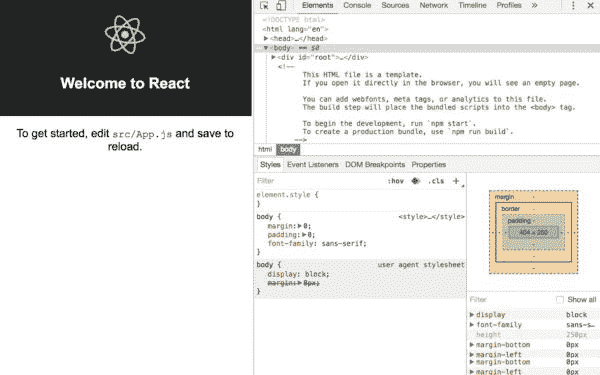 Welcome to React
To get started, edit src/App.js and save to
reload.
Elements Console Sources Network Timeline Profiles »
<!DOCTYPE html>
<html lang="en">
▶<head>…</head>
▼<body> == $0
▶<div id="root">…</div>
<!--
This HTML file is a template.
If you open it directly in the browser, you will see an empty page.
You can add webfonts, meta tags, or analytics to this file.
The build step will place the bundled scripts into the <body> tag.
To begin the development, run `npm start`.
To create a production bundle, use `npm run build`.
-->
html body
Styles Event Listeners DOM Breakpoints Properties
Filter :hov .cls +
element.style {
}
body { <style>…</style>
margin:▶0;
padding:▶0;
font-family: sans-serif;
}
body { user agent stylesheet
display: block;
margin:▶8px;
}
margin -
border -
padding -
- - - 404 × 200 - - -
-
-
-
Filter Show all
▶display block
▶font-family sans-s…
height 250px
▶margin-bottom 0px
▶margin-left 0px
▶margin-bottom 0px
▶margin-left 0px